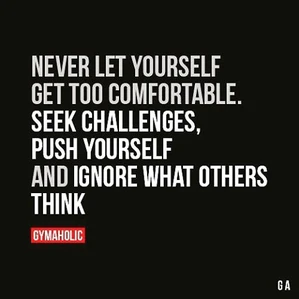 NEVER LET YOURSELF
GET TOO COMFORTABLE.
SEEK CHALLENGES,
PUSH YOURSELF
AND IGNORE WHAT OTHERS
THINK
GYMAHOLIC
GA